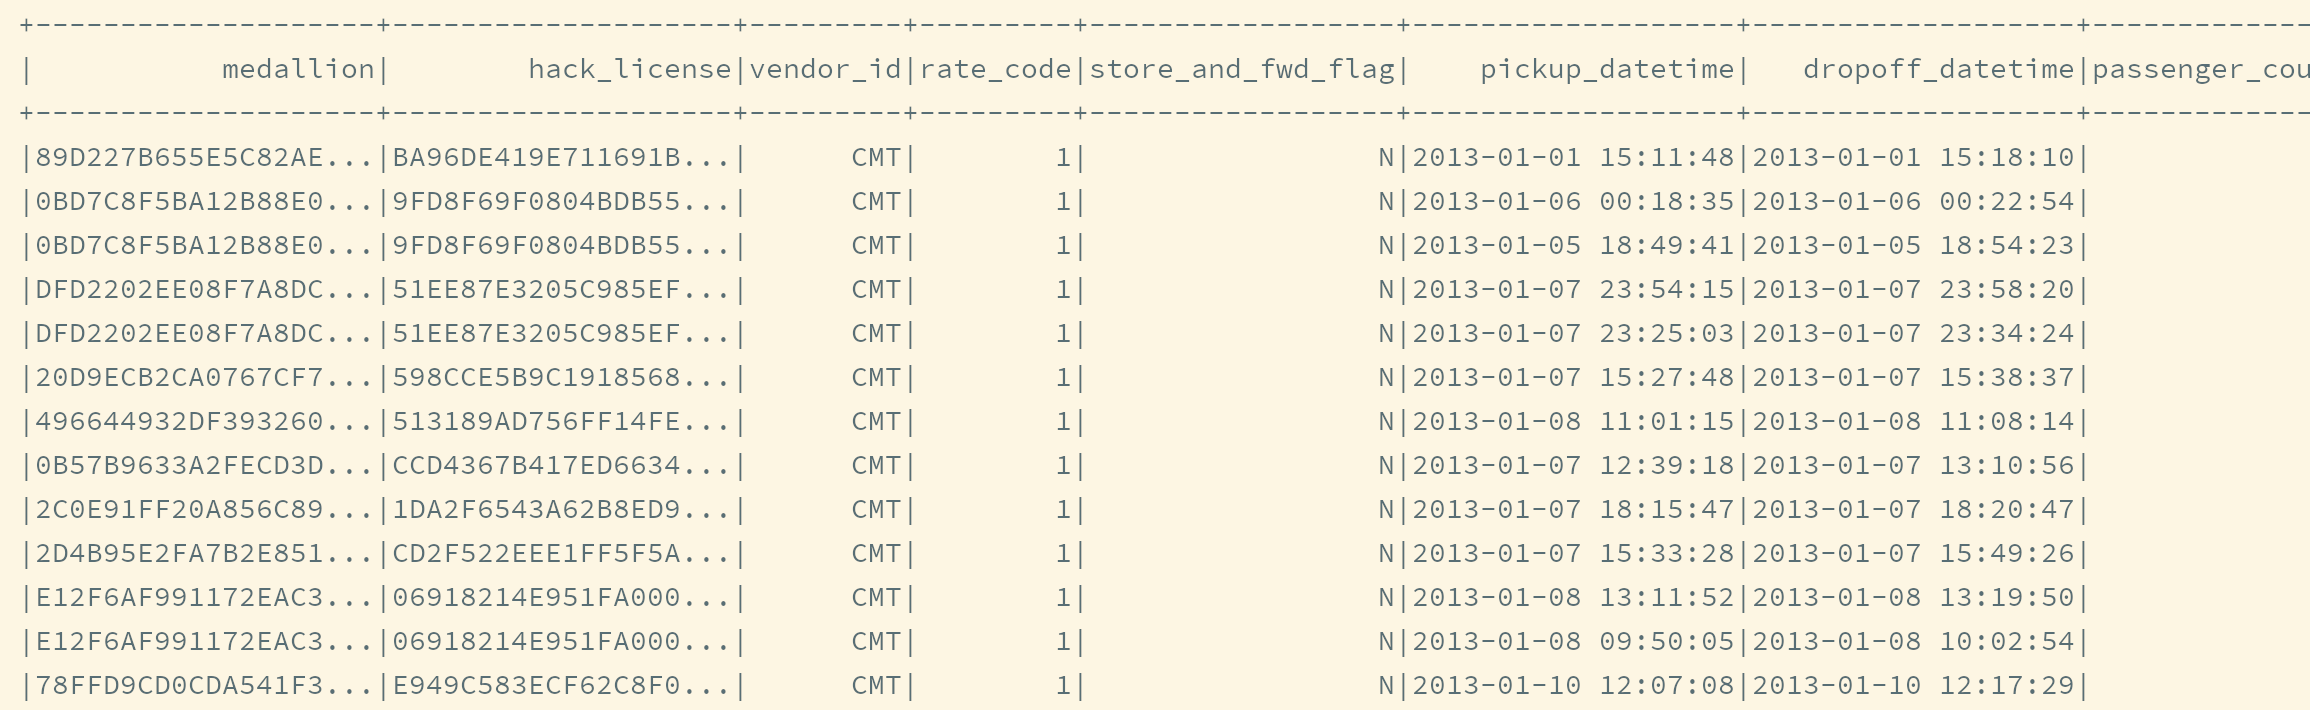 +--------------------+--------------------+---------+---------+------------------+-------------------+-------------------+-------------
|           medallion|        hack_license|vendor_id|rate_code|store_and_fwd_flag|    pickup_datetime|   dropoff_datetime|passenger_cou
+--------------------+--------------------+---------+---------+------------------+-------------------+-------------------+-------------
|89D227B655E5C82AE...|BA96DE419E711691B...|      CMT|        1|                 N|2013-01-01 15:11:48|2013-01-01 15:18:10|
|0BD7C8F5BA12B88E0...|9FD8F69F0804BDB55...|      CMT|        1|                 N|2013-01-06 00:18:35|2013-01-06 00:22:54|
|0BD7C8F5BA12B88E0...|9FD8F69F0804BDB55...|      CMT|        1|                 N|2013-01-05 18:49:41|2013-01-05 18:54:23|
|DFD2202EE08F7A8DC...|51EE87E3205C985EF...|      CMT|        1|                 N|2013-01-07 23:54:15|2013-01-07 23:58:20|
|DFD2202EE08F7A8DC...|51EE87E3205C985EF...|      CMT|        1|                 N|2013-01-07 23:25:03|2013-01-07 23:34:24|
|20D9ECB2CA0767CF7...|598CCE5B9C1918568...|      CMT|        1|                 N|2013-01-07 15:27:48|2013-01-07 15:38:37|
|496644932DF393260...|513189AD756FF14FE...|      CMT|        1|                 N|2013-01-08 11:01:15|2013-01-08 11:08:14|
|0B57B9633A2FECD3D...|CCD4367B417ED6634...|      CMT|        1|                 N|2013-01-07 12:39:18|2013-01-07 13:10:56|
|2C0E91FF20A856C89...|1DA2F6543A62B8ED9...|      CMT|        1|                 N|2013-01-07 18:15:47|2013-01-07 18:20:47|
|2D4B95E2FA7B2E851...|CD2F522EEE1FF5F5A...|      CMT|        1|                 N|2013-01-07 15:33:28|2013-01-07 15:49:26|
|E12F6AF991172EAC3...|06918214E951FA000...|      CMT|        1|                 N|2013-01-08 13:11:52|2013-01-08 13:19:50|
|E12F6AF991172EAC3...|06918214E951FA000...|      CMT|        1|                 N|2013-01-08 09:50:05|2013-01-08 10:02:54|
|78FFD9CD0CDA541F3...|E949C583ECF62C8F0...|      CMT|        1|                 N|2013-01-10 12:07:08|2013-01-10 12:17:29|